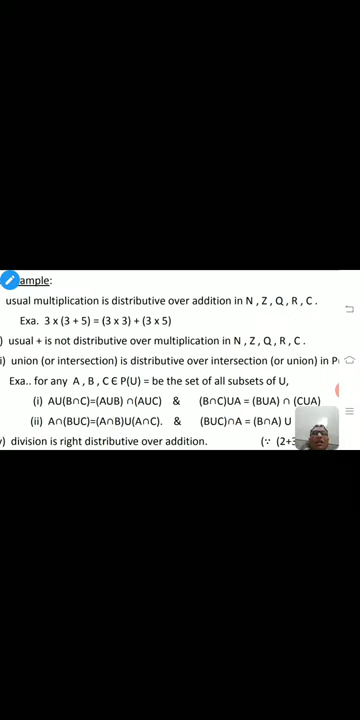 ample:
usual multiplication is distributive over addition in N , Z , Q , R , C .
Exa. 3 x (3 + 5) = (3 x 3) + (3 x 5)
) usual + is not distributive over multiplication in N , Z , Q , R , C .
i) union (or intersection) is distributive over intersection (or union) in P
Exa.. for any A , B , C Є P(U) = be the set of all subsets of U,
(i) AU(B∩C)=(AUB) ∩(AUC) & (B∩C)UA = (BUA) ∩ (CUA)
(ii) A∩(BUC)=(A∩B)U(A∩C). & (BUC)∩A = (B∩A) U
) division is right distributive over addition. (∵ (2+3